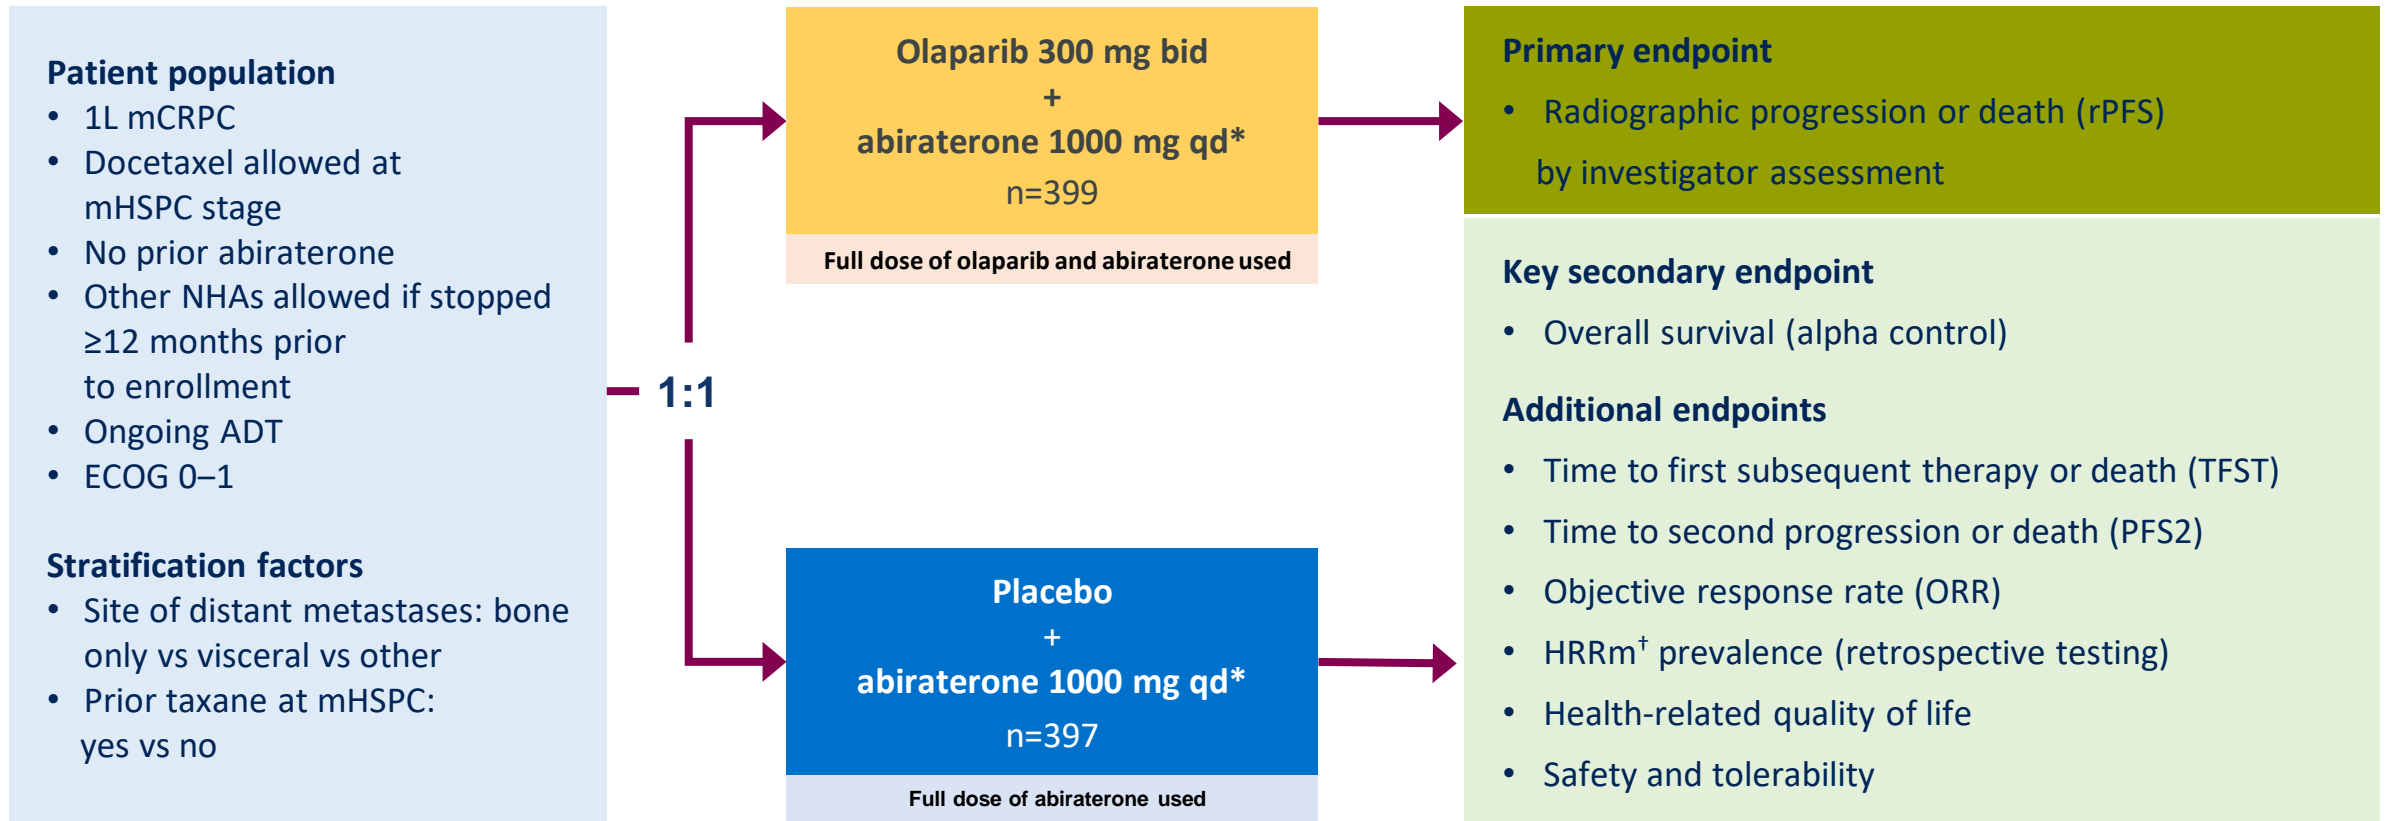 Patient population
• 1L mCRPC
• Docetaxel allowed at
mHSPC stage
• No prior abiraterone
• Other NHAs allowed if stopped
≥12 months prior
to enrollment
• Ongoing ADT
• ECOG 0–1
Stratification factors
• Site of distant metastases: bone
only vs visceral vs other
• Prior taxane at mHSPC:
yes vs no
1:1
Olaparib 300 mg bid
+
abiraterone 1000 mg qd*
n=399
Full dose of olaparib and abiraterone used
Placebo
+
abiraterone 1000 mg qd*
n=397
Full dose of abiraterone used
Primary endpoint
• Radiographic progression or death (rPFS)
by investigator assessment
Key secondary endpoint
• Overall survival (alpha control)
Additional endpoints
• Time to first subsequent therapy or death (TFST)
• Time to second progression or death (PFS2)
• Objective response rate (ORR)
• HRRm† prevalence (retrospective testing)
• Health-related quality of life
• Safety and tolerability